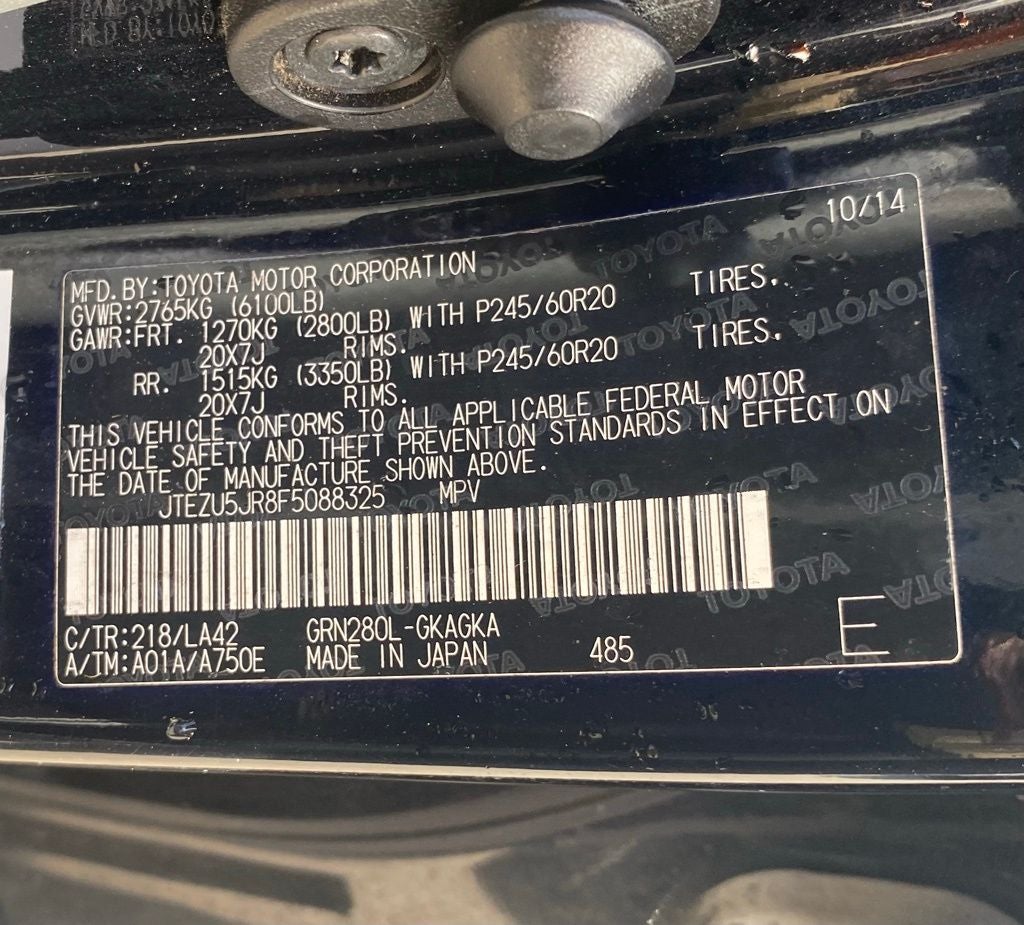 10/14
MFD. BY: TOYOTA MOTOR CORPORATION
GVWR: 2765KG (6100LB)
GAWR: FRT. 1270KG (2800LB) WITH P245/60R20 TIRES.
20X7J RIMS.
RR. 1515KG (3350LB) WITH P245/60R20 TIRES.
20X7J RIMS.
THIS VEHICLE CONFORMS TO ALL APPLICABLE FEDERAL MOTOR
VEHICLE SAFETY AND THEFT PREVENTION STANDARDS IN EFFECT ON
THE DATE OF MANUFACTURE SHOWN ABOVE.
JTEZU5JR8F5088325 MPV
C/TR: 218/LA42 GRN280L-GKAGKA
A/TM: A01A/A750E MADE IN JAPAN 485 E
TOYOTA